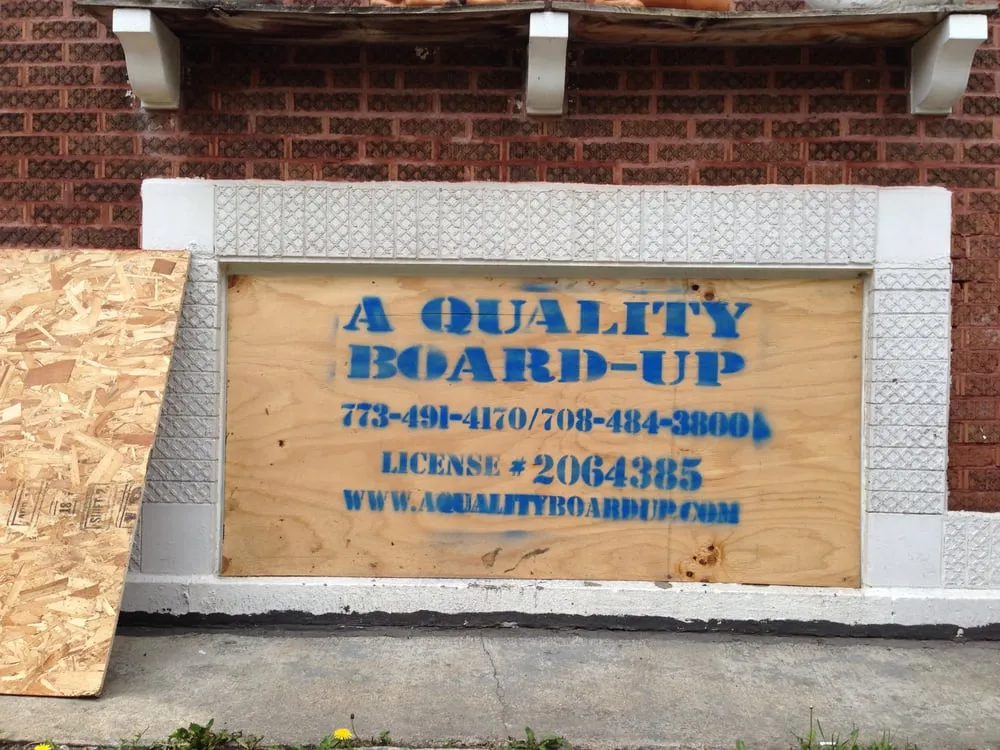 A QUALITY
BOARD-UP
773-491-4170/708-484-3800
LICENSE # 2064385
WWW.AQUALITYBOARDUP.COM